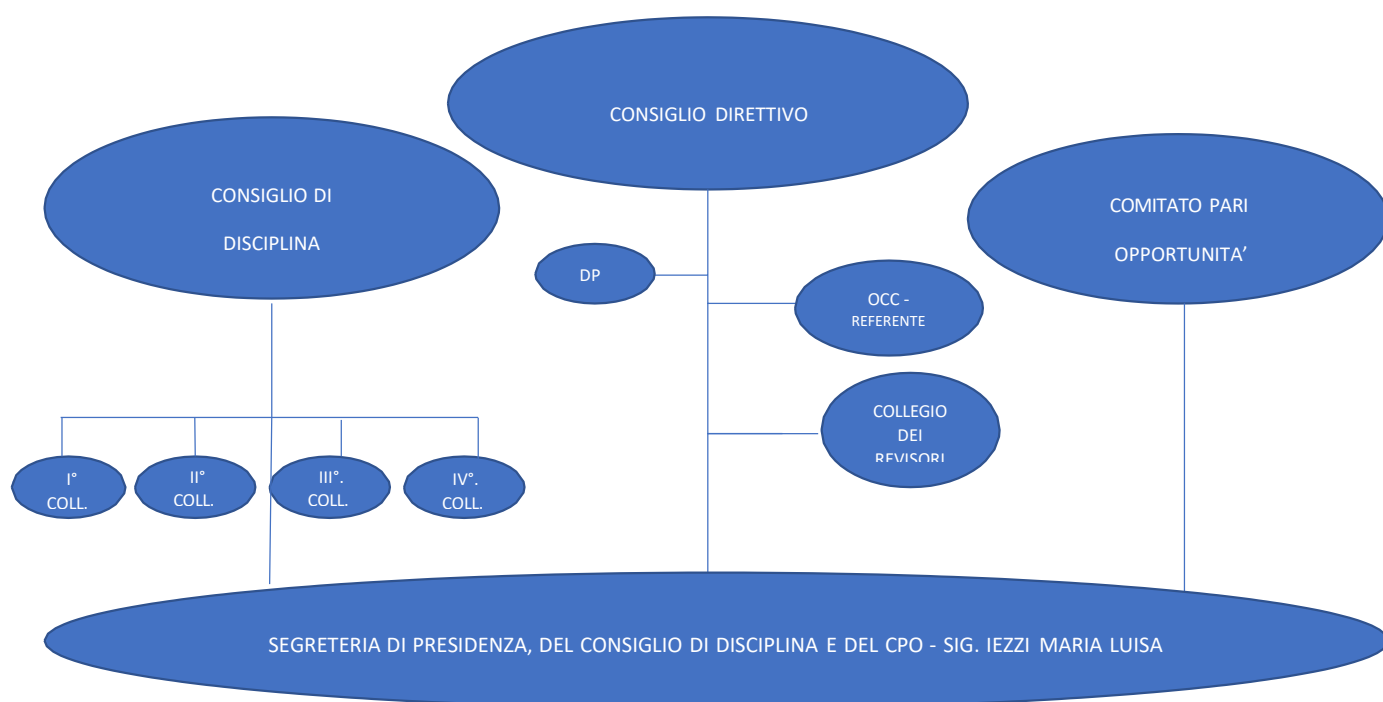 CONSIGLIO DIRETTIVO
CONSIGLIO DI
DISCIPLINA
COMITATO PARI
OPPORTUNITA’
DP
OCC -
REFERENTE
COLLEGIO
DEI
REVISORI
I°
COLL.
II°
COLL.
III°.
COLL.
IV°.
COLL.
SEGRETERIA DI PRESIDENZA, DEL CONSIGLIO DI DISCIPLINA E DEL CPO - SIG. IEZZI MARIA LUISA